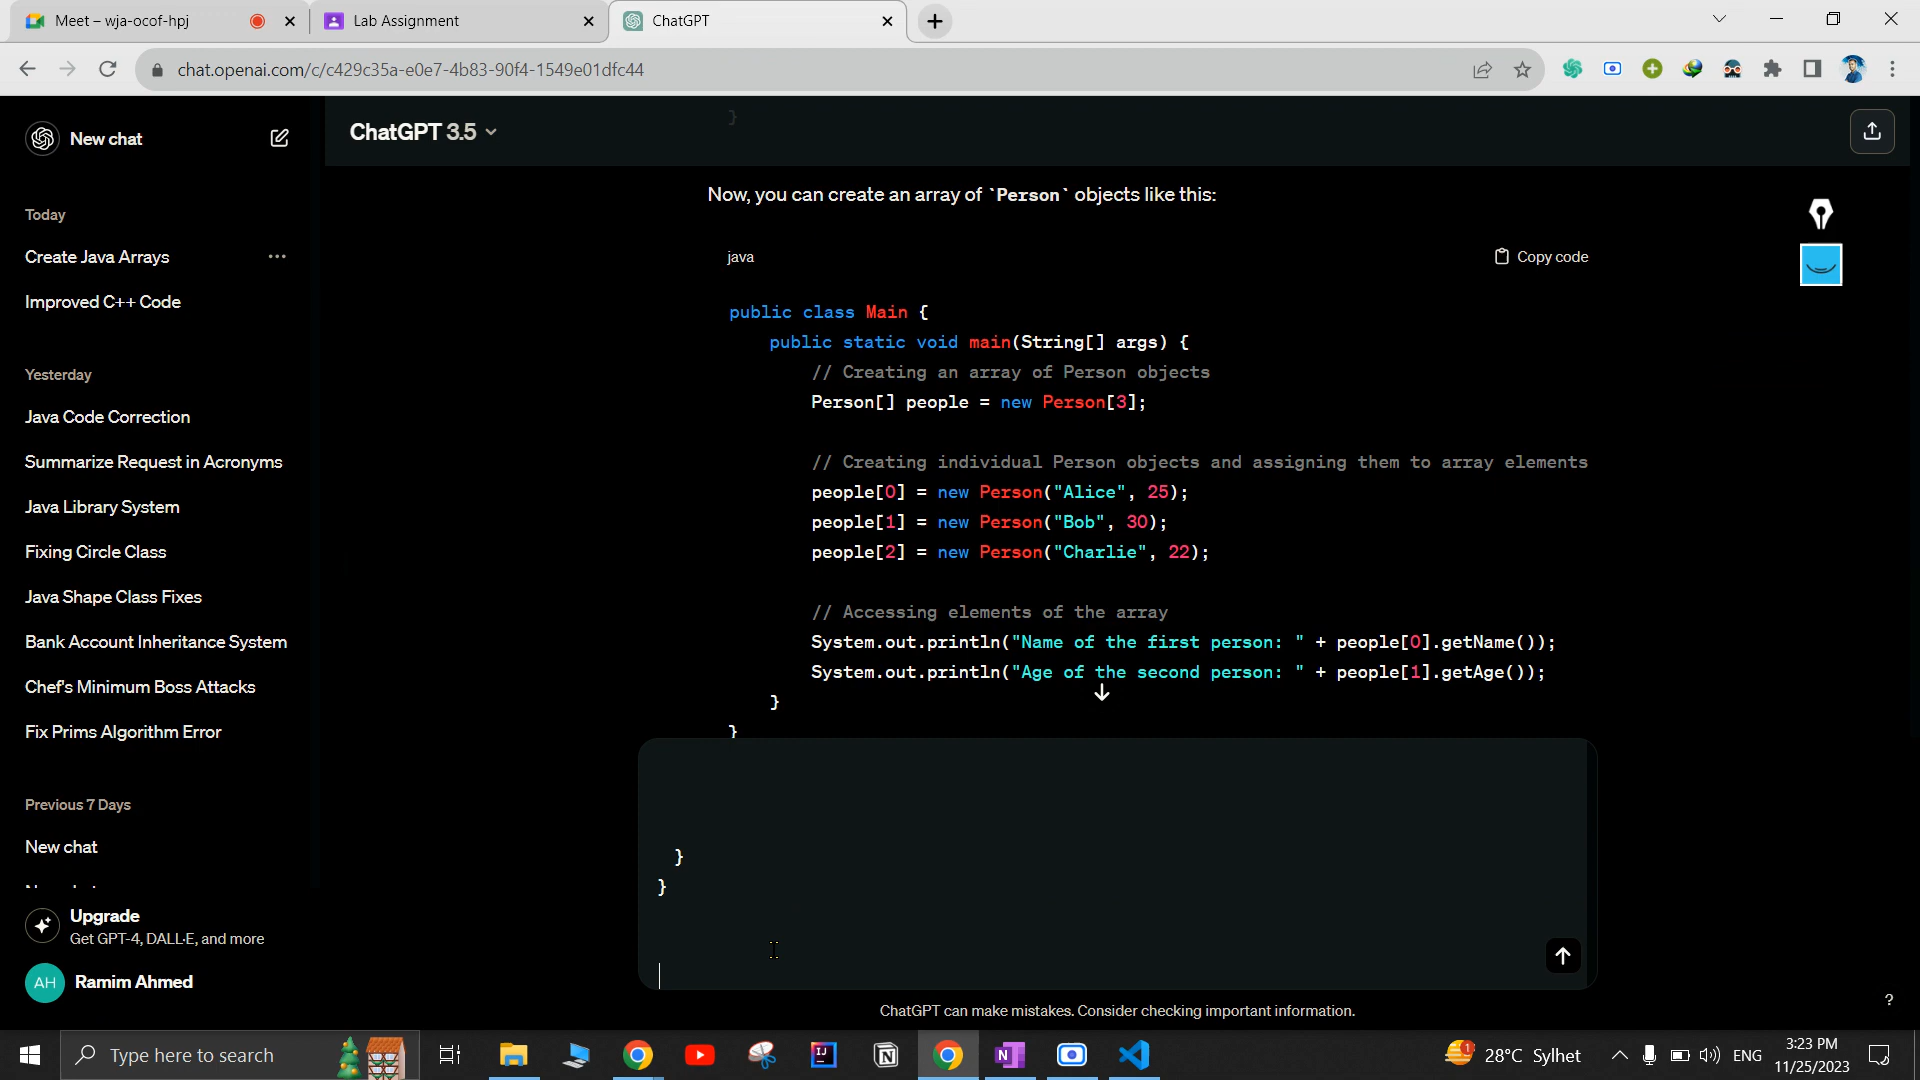 Meet – wja-ocof-hpj
Lab Assignment
ChatGPT
chat.openai.com/c/c429c35a-e0e7-4b83-90f4-1549e01dfc44
New chat
Today
Create Java Arrays
Improved C++ Code
Yesterday
Java Code Correction
Summarize Request in Acronyms
Java Library System
Fixing Circle Class
Java Shape Class Fixes
Bank Account Inheritance System
Chef's Minimum Boss Attacks
Fix Prims Algorithm Error
Previous 7 Days
New chat
Upgrade
Get GPT-4, DALL·E, and more
AH Ramim Ahmed
ChatGPT 3.5
}
Now, you can create an array of `Person` objects like this:
java
Copy code
public class Main {
public static void main(String[] args) {
// Creating an array of Person objects
Person[] people = new Person[3];
// Creating individual Person objects and assigning them to array elements
people[0] = new Person("Alice", 25);
people[1] = new Person("Bob", 30);
people[2] = new Person("Charlie", 22);
// Accessing elements of the array
System.out.println("Name of the first person: " + people[0].getName());
System.out.println("Age of the second person: " + people[1].getAge());
}
}
}
}
ChatGPT can make mistakes. Consider checking important information.
?
Type here to search
1
28°C Sylhet
ENG
3:23 PM
11/25/2023